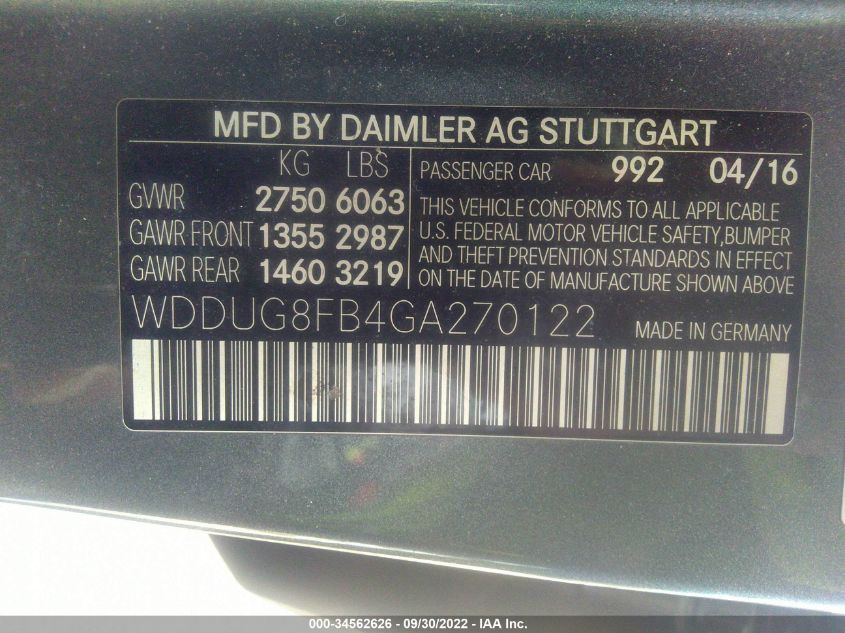 MFD BY DAIMLER AG STUTTGART
KG LBS
GVWR 2750 6063
GAWR FRONT 1355 2987
GAWR REAR 1460 3219
PASSENGER CAR 992 04/16
THIS VEHICLE CONFORMS TO ALL APPLICABLE
U.S. FEDERAL MOTOR VEHICLE SAFETY,BUMPER
AND THEFT PREVENTION STANDARDS IN EFFECT
ON THE DATE OF MANUFACTURE SHOWN ABOVE
WDDUG8FB4GA270122 MADE IN GERMANY
000-34562626 - 09/30/2022 - IAA Inc.